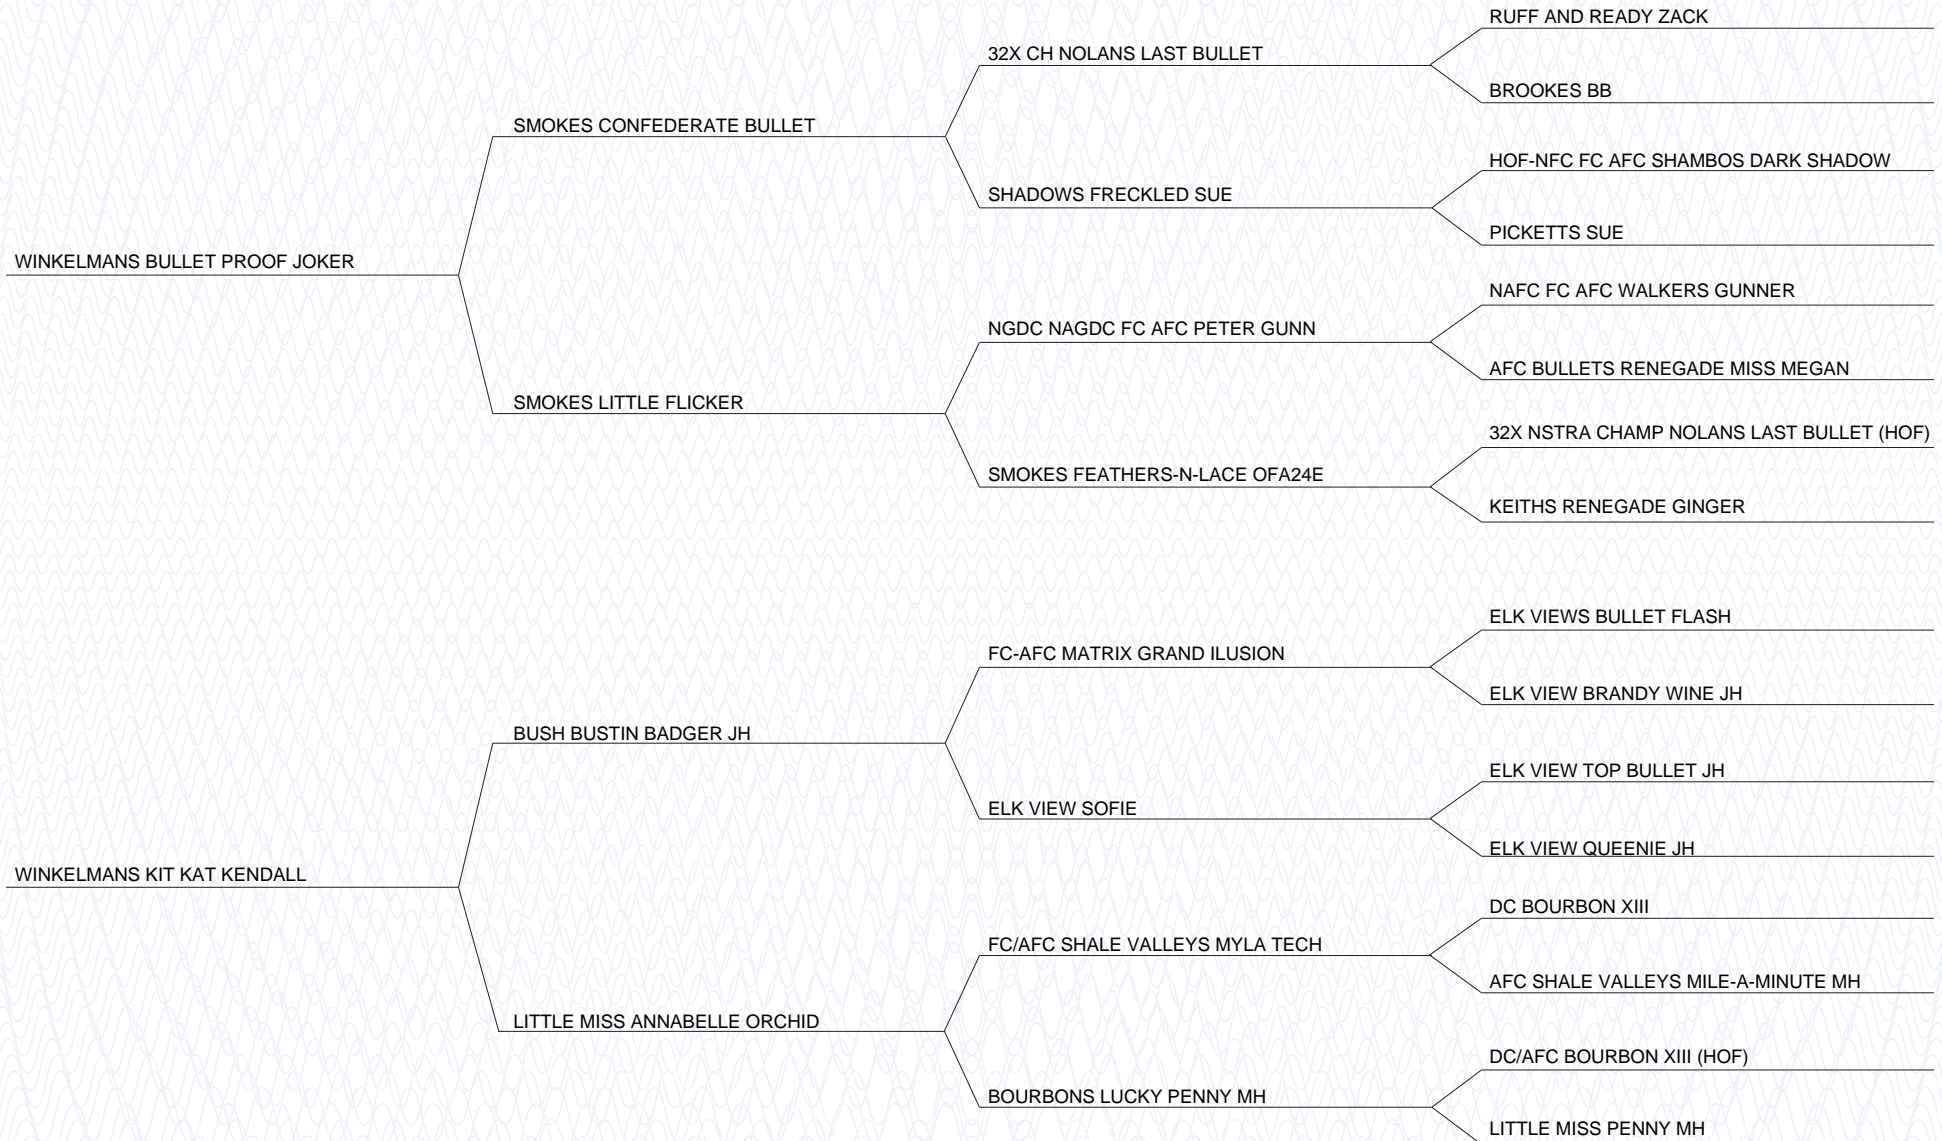 RUFF AND READY ZACK
32X CH NOLANS LAST BULLET
BROOKES BB
SMOKES CONFEDERATE BULLET
HOF-NFC FC AFC SHAMBOS DARK SHADOW
SHADOWS FRECKLED SUE
PICKETTS SUE
WINKELMANS BULLET PROOF JOKER
NAFC FC AFC WALKERS GUNNER
NGDC NAGDC FC AFC PETER GUNN
AFC BULLETS RENEGADE MISS MEGAN
SMOKES LITTLE FLICKER
32X NSTRA CHAMP NOLANS LAST BULLET (HOF)
SMOKES FEATHERS-N-LACE OFA24E
KEITHS RENEGADE GINGER
ELK VIEWS BULLET FLASH
FC-AFC MATRIX GRAND ILUSION
ELK VIEW BRANDY WINE JH
BUSH BUSTIN BADGER JH
ELK VIEW TOP BULLET JH
ELK VIEW SOFIE
ELK VIEW QUEENIE JH
WINKELMANS KIT KAT KENDALL
DC BOURBON XIII
FC/AFC SHALE VALLEYS MYLA TECH
AFC SHALE VALLEYS MILE-A-MINUTE MH
LITTLE MISS ANNABELLE ORCHID
DC/AFC BOURBON XIII (HOF)
BOURBONS LUCKY PENNY MH
LITTLE MISS PENNY MH